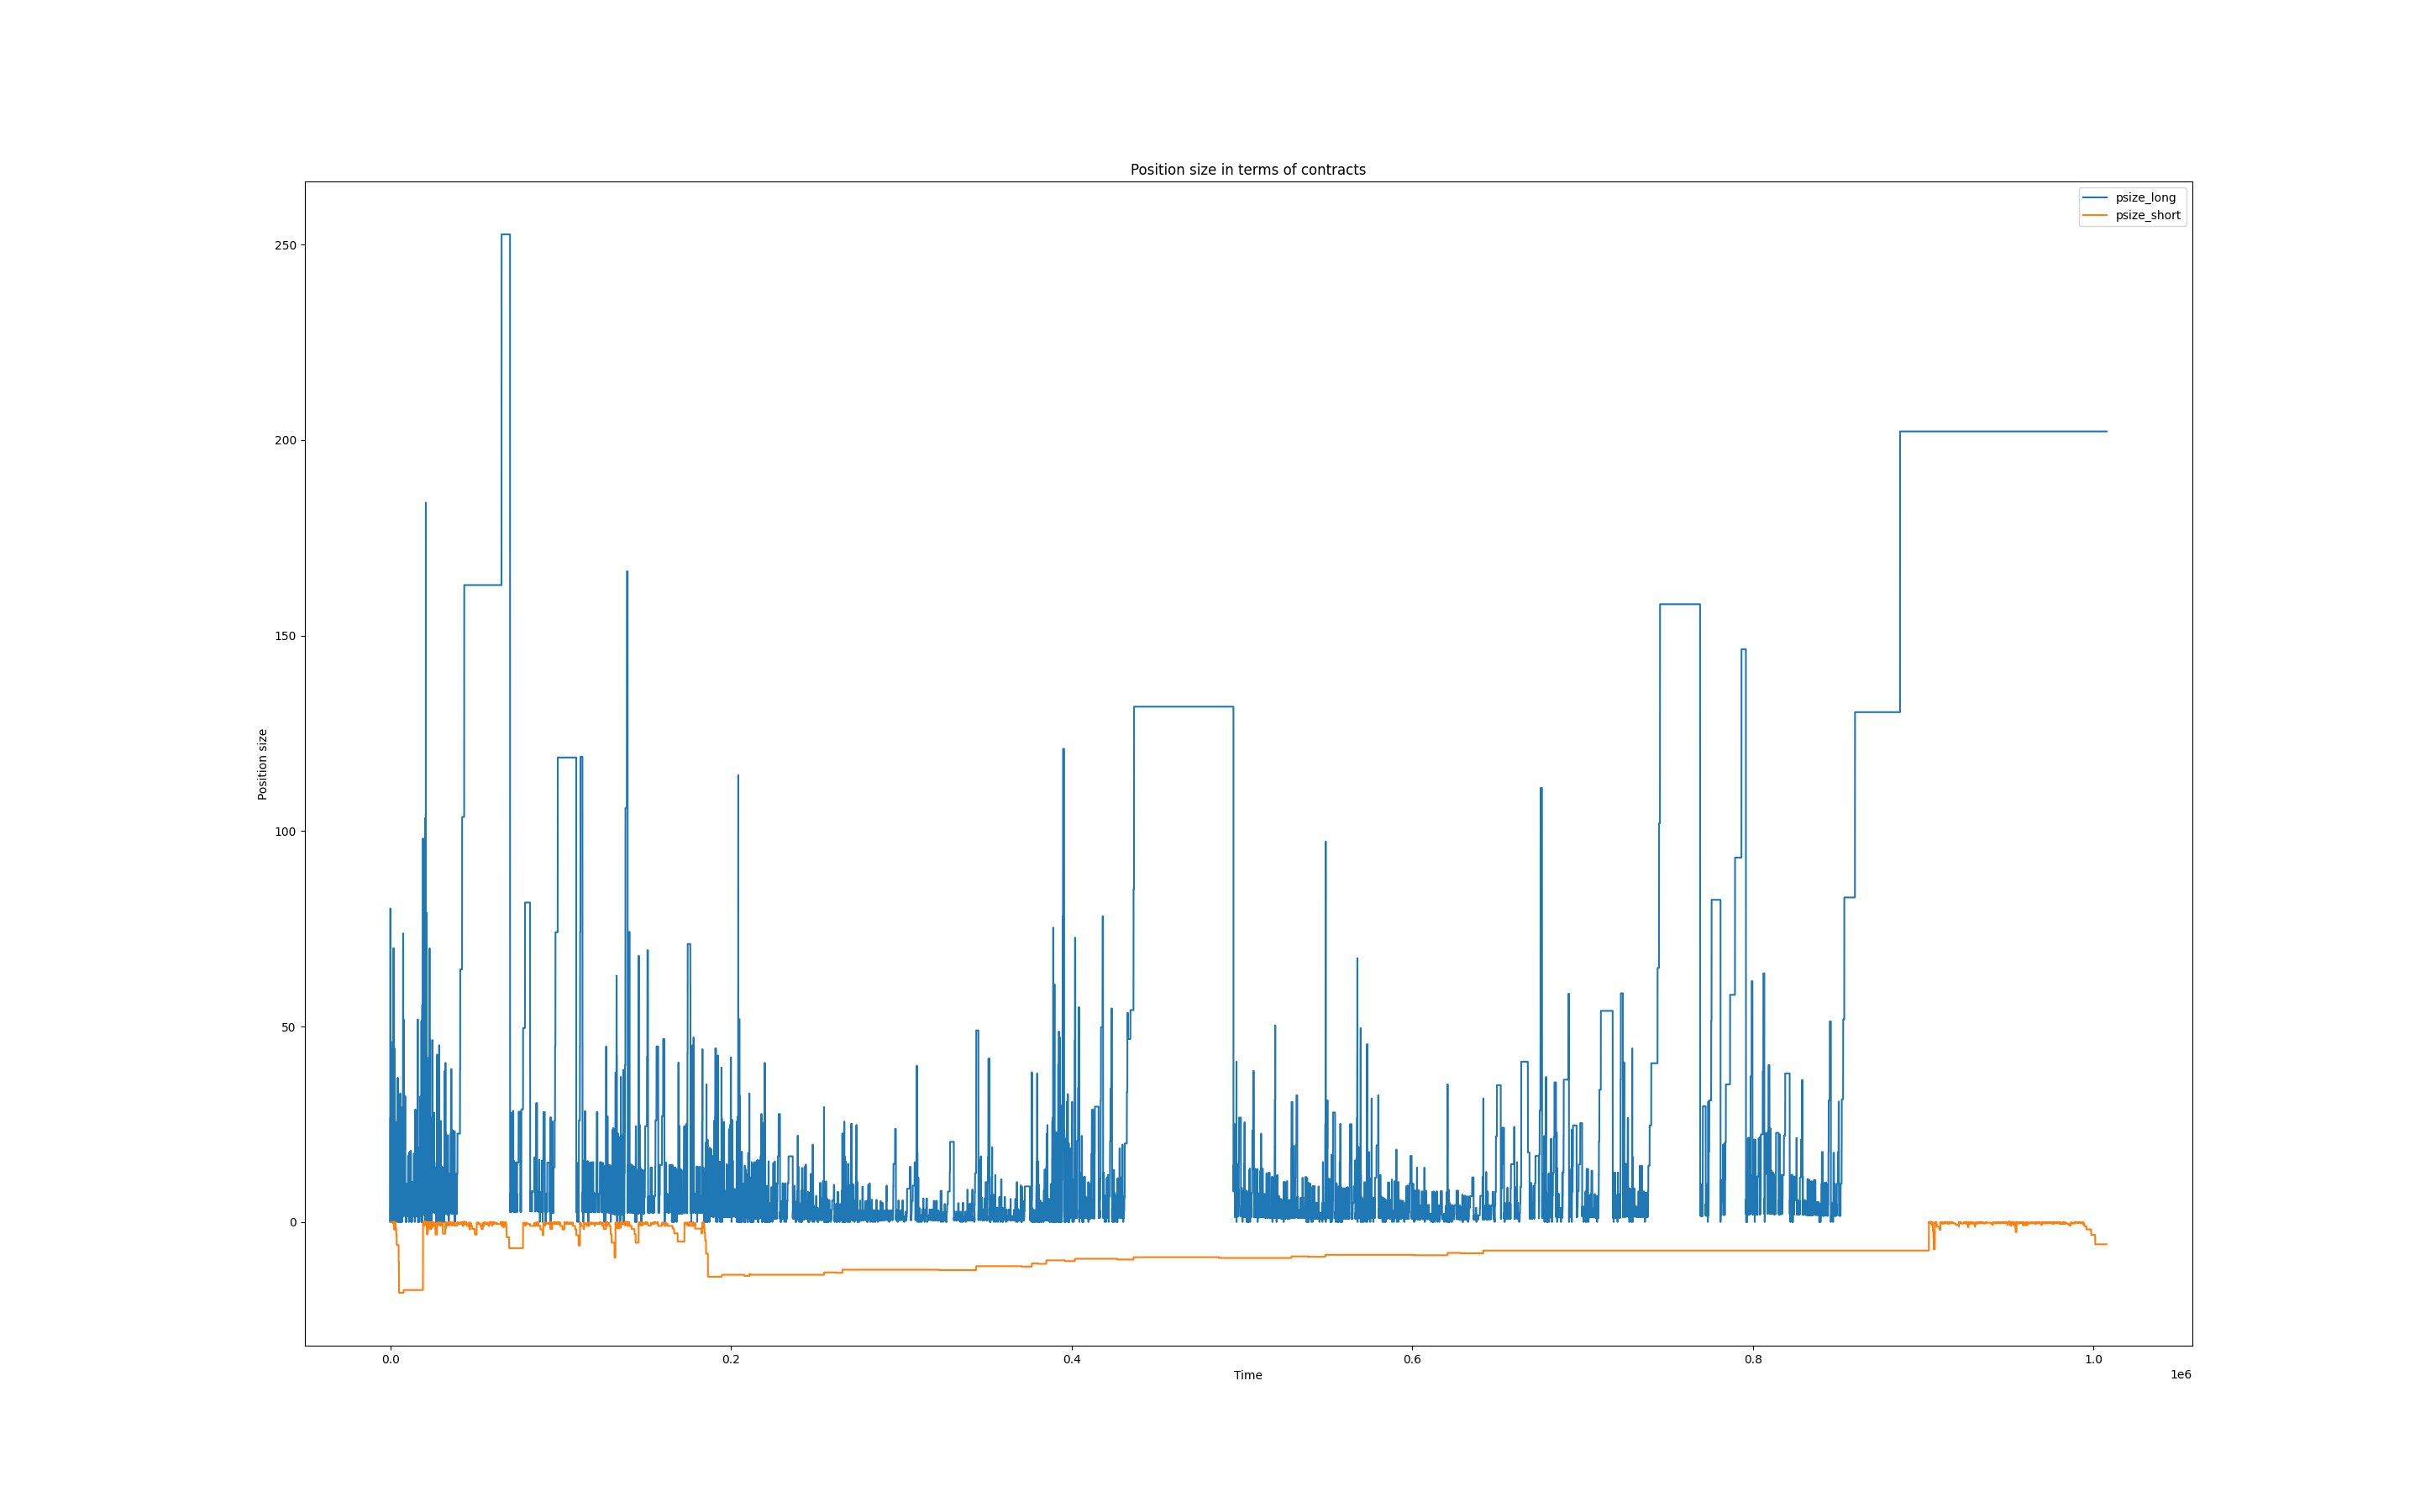 Position size in terms of contracts
psize_long
psize_short
Position size
250
200
150
100
50
0
0.0 0.2 0.4 0.6 0.8 1.0
Time
1e6